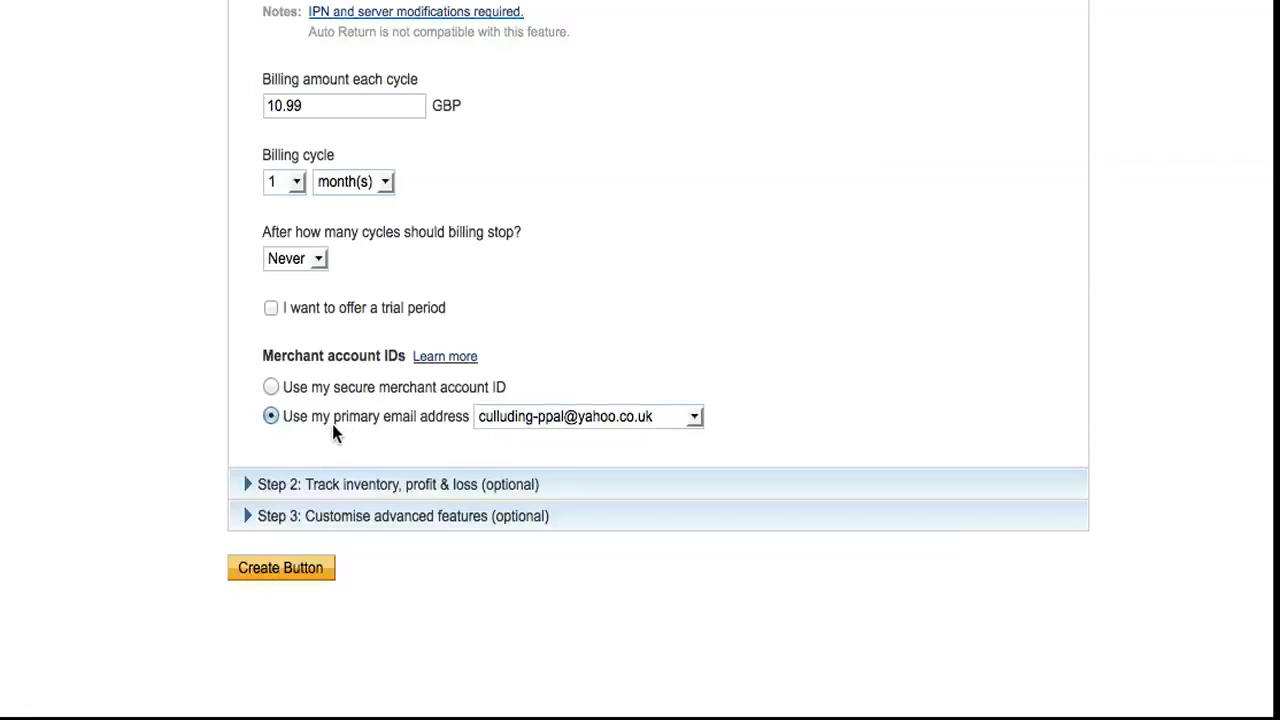 Notes: IPN and server modifications required.
Auto Return is not compatible with this feature.
Billing amount each cycle
10.99 GBP
Billing cycle
1 month(s)
After how many cycles should billing stop?
Never
I want to offer a trial period
Merchant account IDs Learn more
Use my secure merchant account ID
Use my primary email address culluding-ppal@yahoo.co.uk
Step 2: Track inventory, profit & loss (optional)
Step 3: Customise advanced features (optional)
Create Button